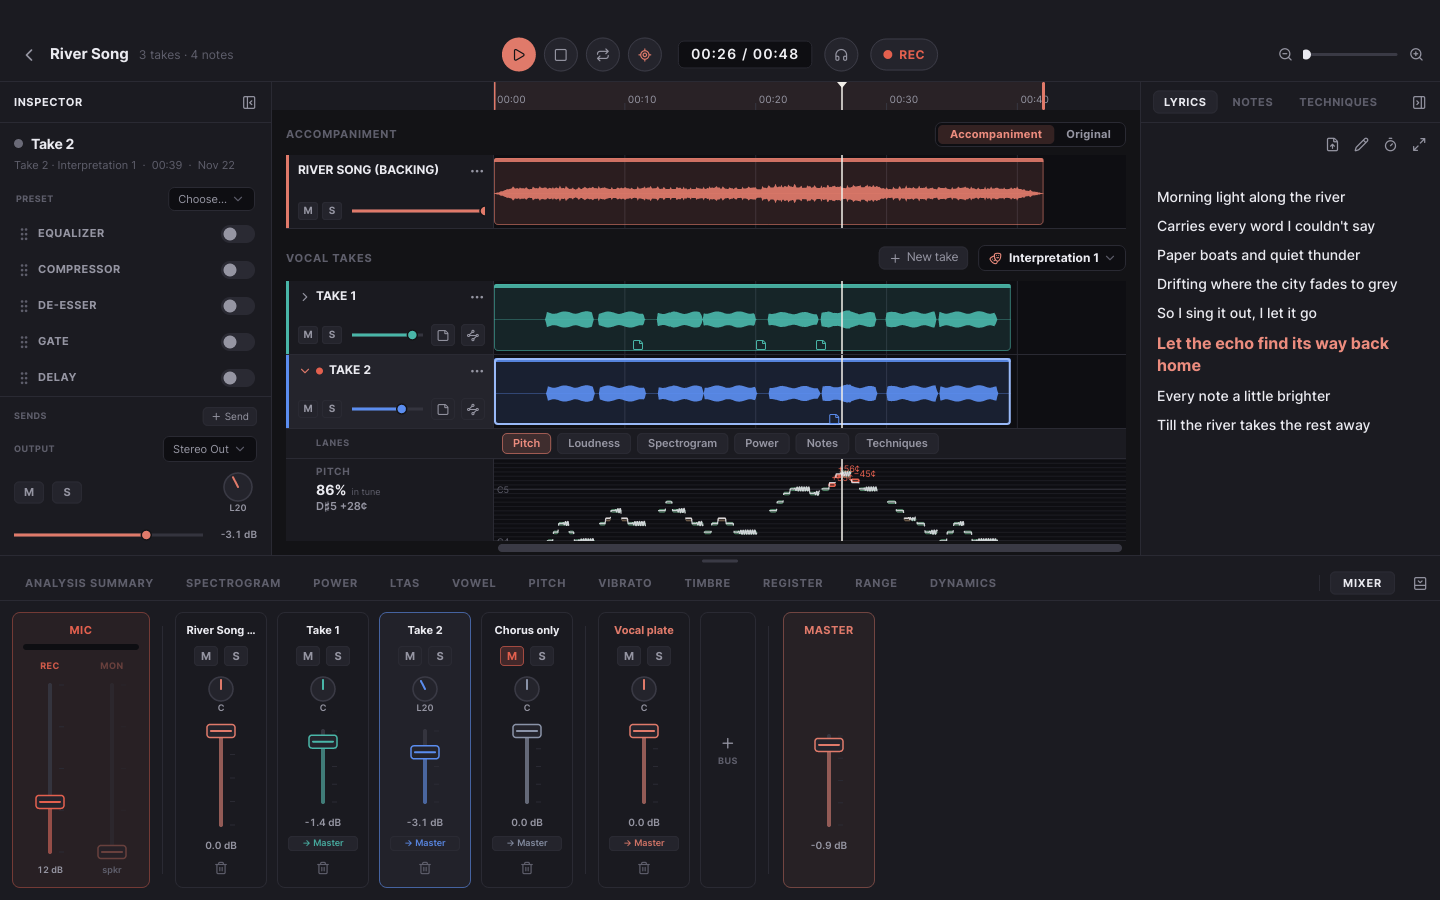 River Song
3 takes · 4 notes
00:26 / 00:48
REC
INSPECTOR
Take 2
Take 2 · Interpretation 1 · 00:39 · Nov 22
PRESET
Choose...
EQUALIZER
COMPRESSOR
DE-ESSER
GATE
DELAY
SENDS
+ Send
OUTPUT
Stereo Out
M
S
L20
-3.1 dB
00:00
00:10
00:20
00:30
00:40
ACCOMPANIMENT
Accompaniment
Original
RIVER SONG (BACKING)
M
S
VOCAL TAKES
+ New take
Interpretation 1
TAKE 1
M
S
TAKE 2
M
S
LANES
Pitch
Loudness
Spectrogram
Power
Notes
Techniques
PITCH
86% in tune
D♯5 +28¢
C5
+56¢
-45¢
LYRICS
NOTES
TECHNIQUES
Morning light along the river
Carries every word I couldn't say
Paper boats and quiet thunder
Drifting where the city fades to grey
So I sing it out, I let it go
Let the echo find its way back
home
Every note a little brighter
Till the river takes the rest away
ANALYSIS SUMMARY
SPECTROGRAM
POWER
LTAS
VOWEL
PITCH
VIBRATO
TIMBRE
REGISTER
RANGE
DYNAMICS
MIXER
MIC
REC
MON
12 dB
spkr
River Song ...
M
S
C
0.0 dB
Take 1
M
S
C
-1.4 dB
→ Master
Take 2
M
S
L20
-3.1 dB
→ Master
Chorus only
M
S
C
0.0 dB
→ Master
Vocal plate
M
S
C
0.0 dB
→ Master
+
BUS
MASTER
-0.9 dB